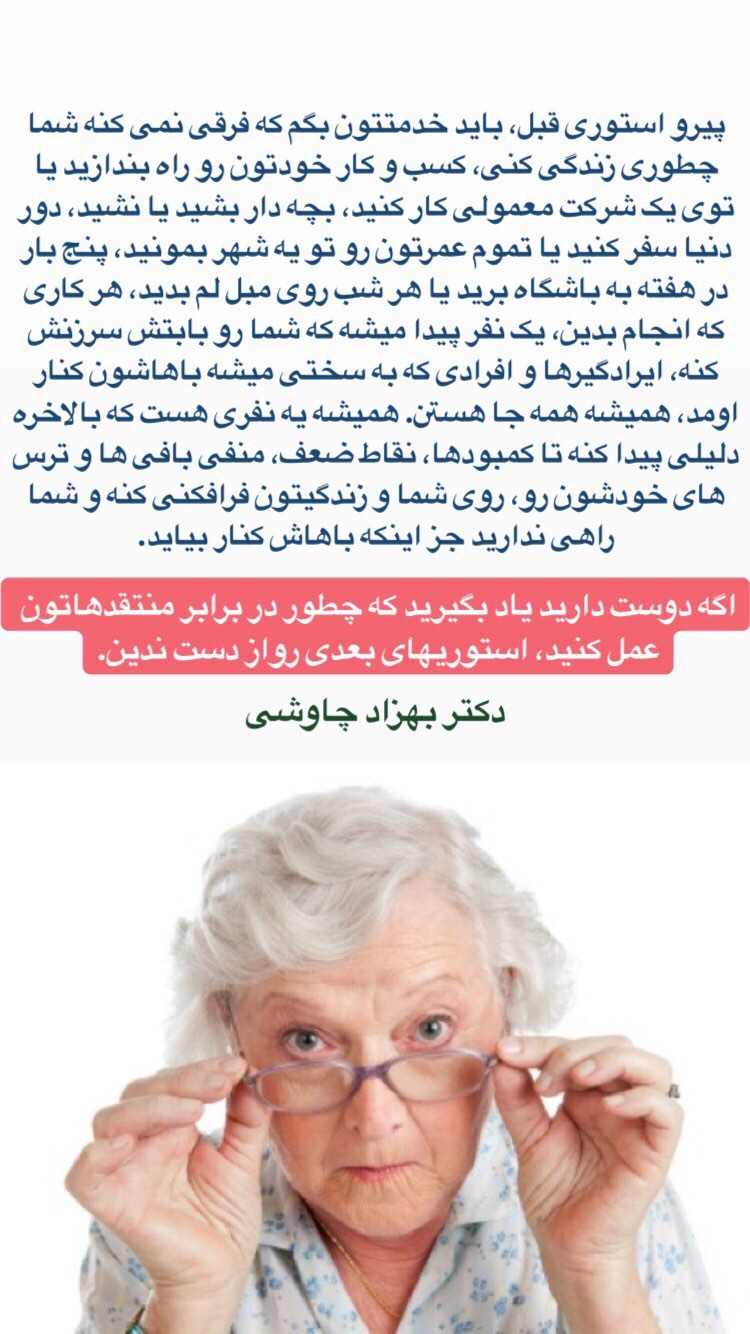 پیرو استوری قبل، باید خدمتتون بگم که فرقی نمی کنه شما
چطوری زندگی کنی، کسب و کار خودتون رو راه بندازید یا
توی یک شرکت معمولی کار کنید، بچه دار بشید یا نشید، دور
دنیا سفر کنید یا تموم عمرتون رو تو یه شهر بمونید، پنج بار
در هفته به باشگاه برید یا هر شب روی مبل لم بدید، هر کاری
که انجام بدین، یک نفر پیدا میشه که شما رو بابتش سرزنش
کنه، ایرادگیرها و افرادی که به سختی میشه باهاشون کنار
اومد، همیشه همه جا هستن. همیشه یه نفری هست که بالاخره
دلیلی پیدا کنه تا کمبودها، نقاط ضعف، منفی بافی ها و ترس
های خودشون رو، روی شما و زندگیتون فرافکنی کنه و شما
راهی ندارید جز اینکه باهاش کنار بیاید.
اگه دوست دارید یاد بگیرید که چطور در برابر منتقدهاتون
عمل کنید، استوریهای بعدی رواز دست ندین.
دکتر بهزاد چاوشی